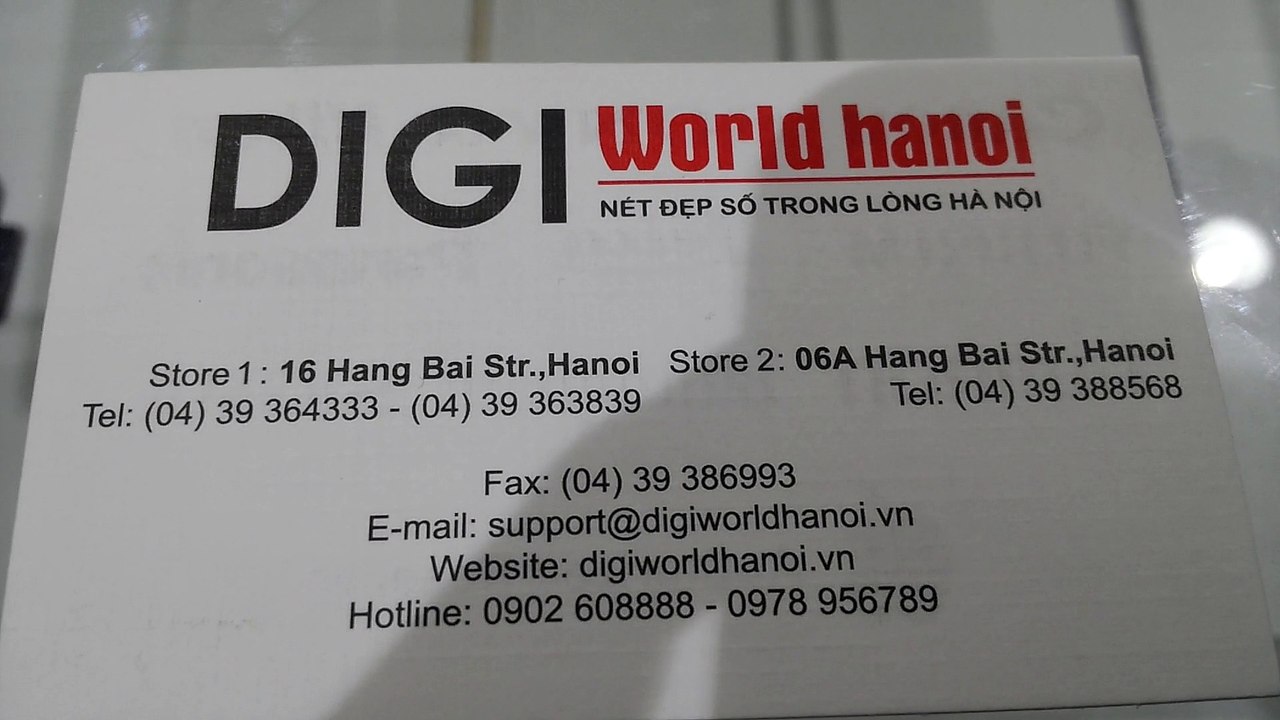 DIGI World hanoi
NÉT ĐẸP SỐ TRONG LÒNG HÀ NỘI
Store 1 : 16 Hang Bai Str.,Hanoi
Tel: (04) 39 364333 - (04) 39 363839
Store 2: 06A Hang Bai Str.,Hanoi
Tel: (04) 39 388568
Fax: (04) 39 386993
E-mail: support@digiworldhanoi.vn
Website: digiworldhanoi.vn
Hotline: 0902 608888 - 0978 956789